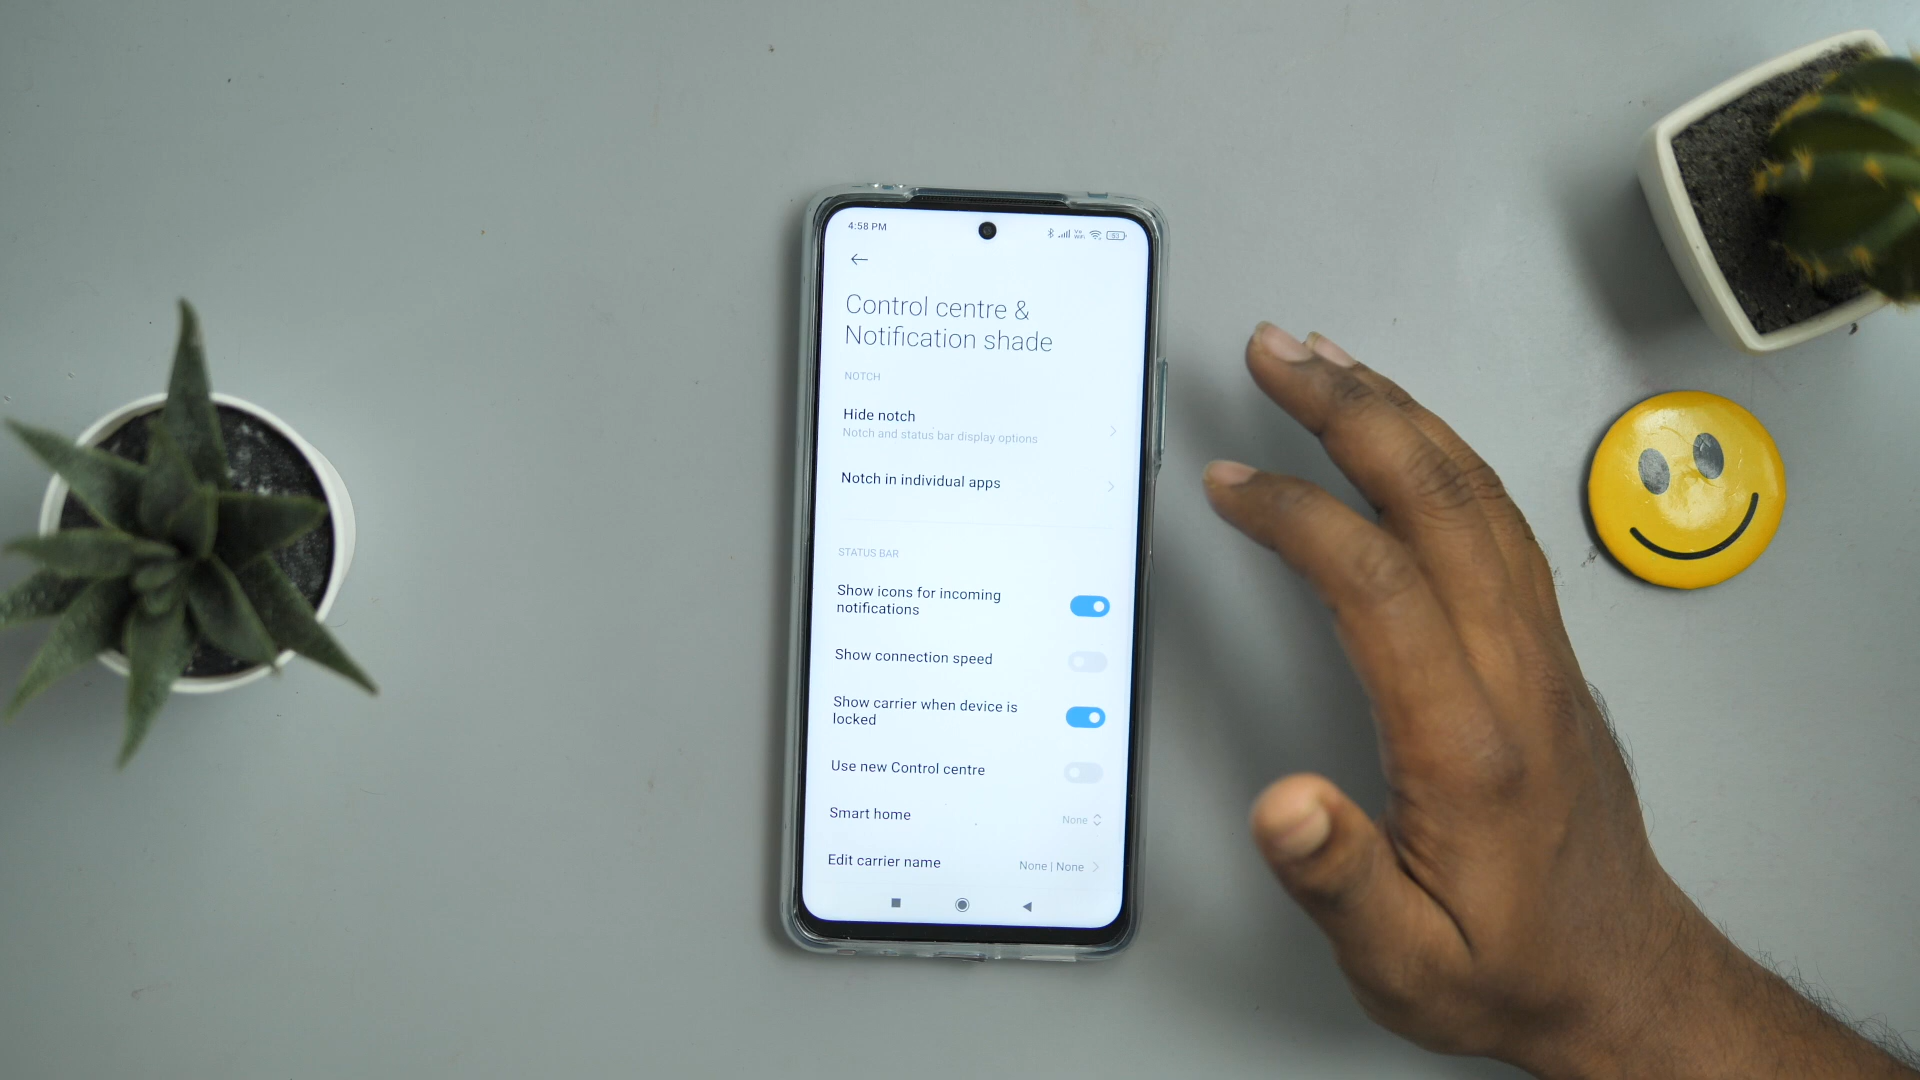 4:58 PM
Control centre &
Notification shade
NOTCH
Hide notch
Notch and status bar display options
Notch in individual apps
STATUS BAR
Show icons for incoming
notifications
Show connection speed
Show carrier when device is
locked
Use new Control centre
Smart home
None
Edit carrier name
None | None